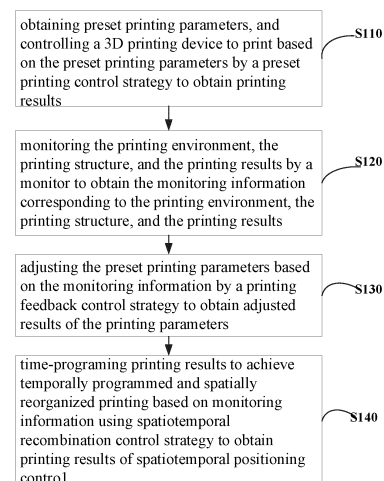 obtaining preset printing parameters, and
controlling a 3D printing device to print based
on the preset printing parameters by a preset
printing control strategy to obtain printing
results
S110
monitoring the printing environment, the
printing structure, and the printing results by a
monitor to obtain the monitoring information
corresponding to the printing environment, the
printing structure, and the printing results
S120
adjusting the preset printing parameters based
on the monitoring information by a printing
feedback control strategy to obtain adjusted
results of the printing parameters
S130
time-programing printing results to achieve
temporally programmed and spatially
reorganized printing based on monitoring
information using spatiotemporal
recombination control strategy to obtain
printing results of spatiotemporal positioning
control
S140